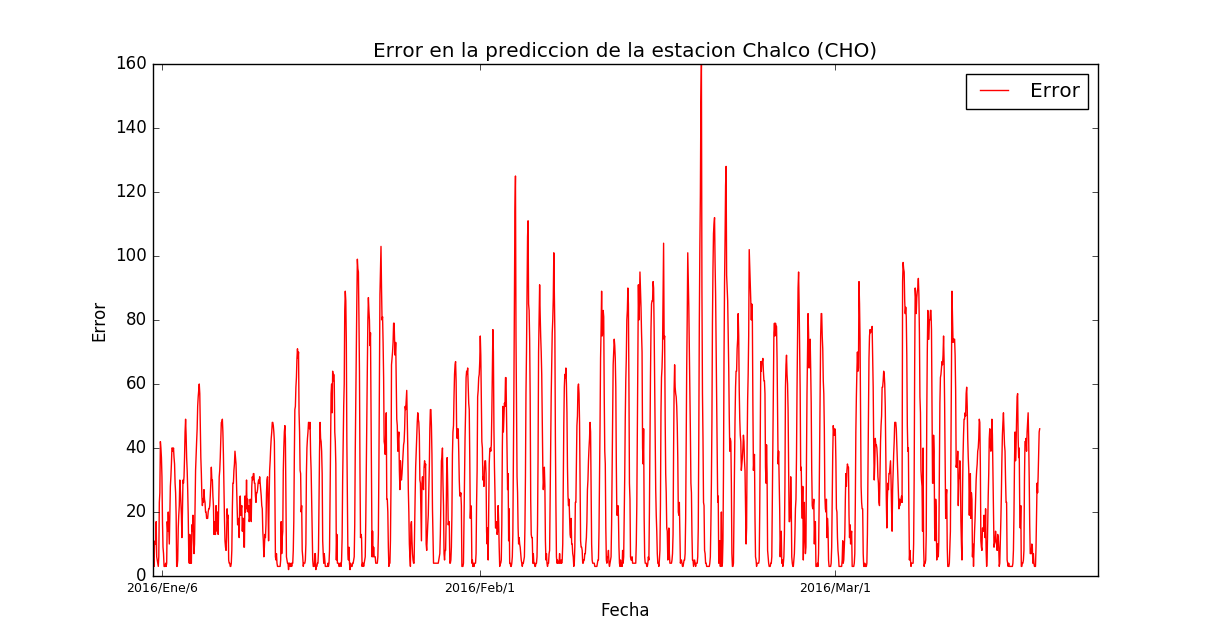 Error en la prediccion de la estacion Chalco (CHO)
Error
160
140
120
100
80
60
40
20
0
Error
2016/Ene/6
2016/Feb/1
2016/Mar/1
Fecha